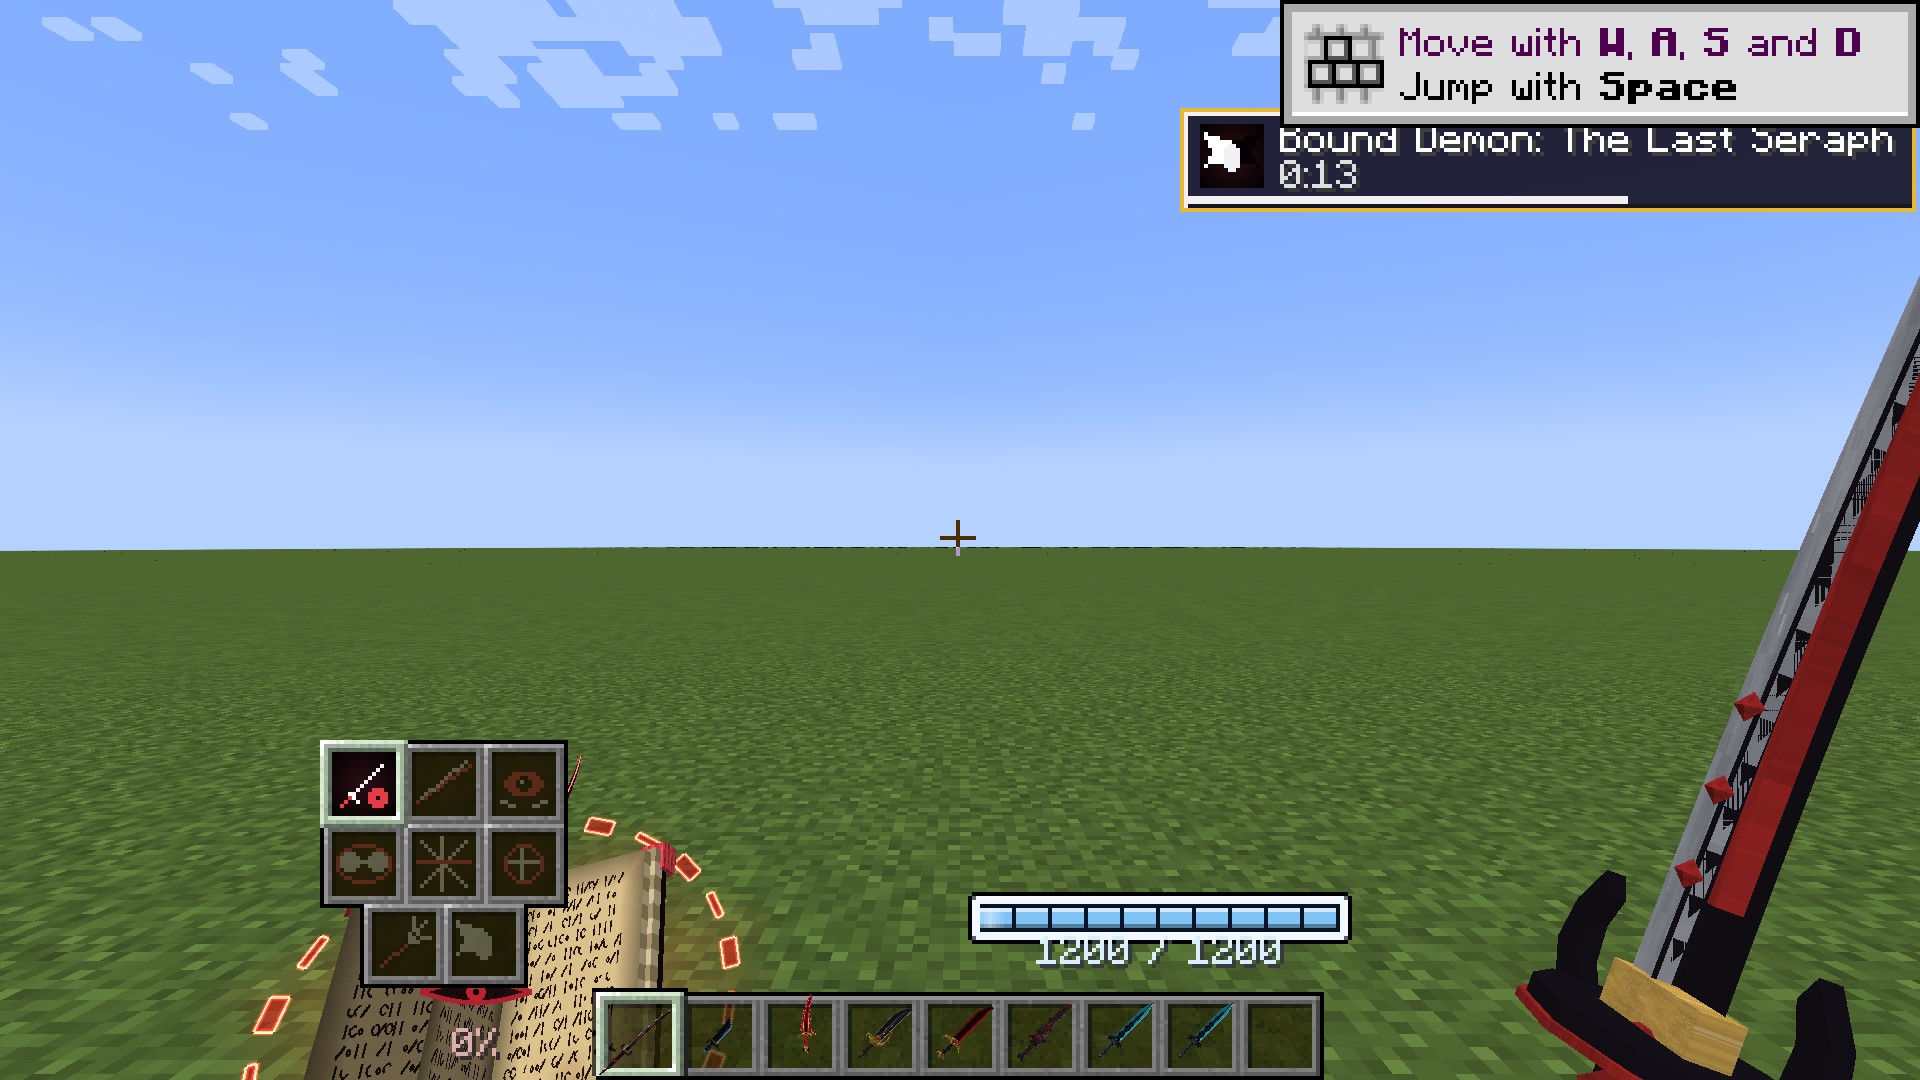 Move with W, A, S and D
Jump with Space
Bound Demon: The Last Seraph
0:13
1200 / 1200
0%